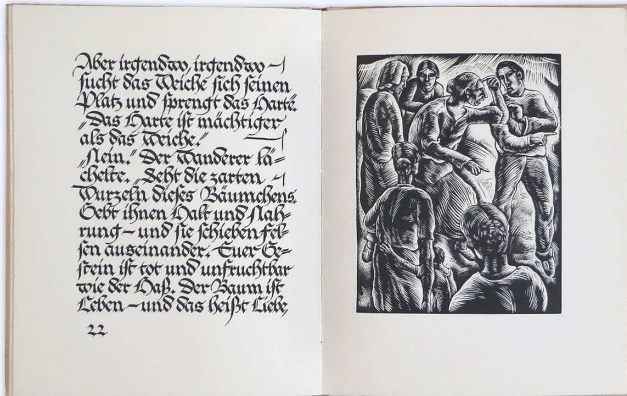 Aber irgendwo, irgendwo –
sucht das Weiche sich seinen
Platz und sprengt das Harte.
„Das Harte ist mächtiger
als das Weiche.“ –
„Nein.“ Der Wanderer lä=
chelte. „Seht die zarten –
Wurzeln dieses Bäumchens.
Gebt ihnen Halt und Nah=
rung – und sie schieben Fel=
sen auseinander. Euer Ge=
stein ist tot und unfruchtbar
wie der Haß. Der Baum ist
Leben – und das heißt Liebe,
22